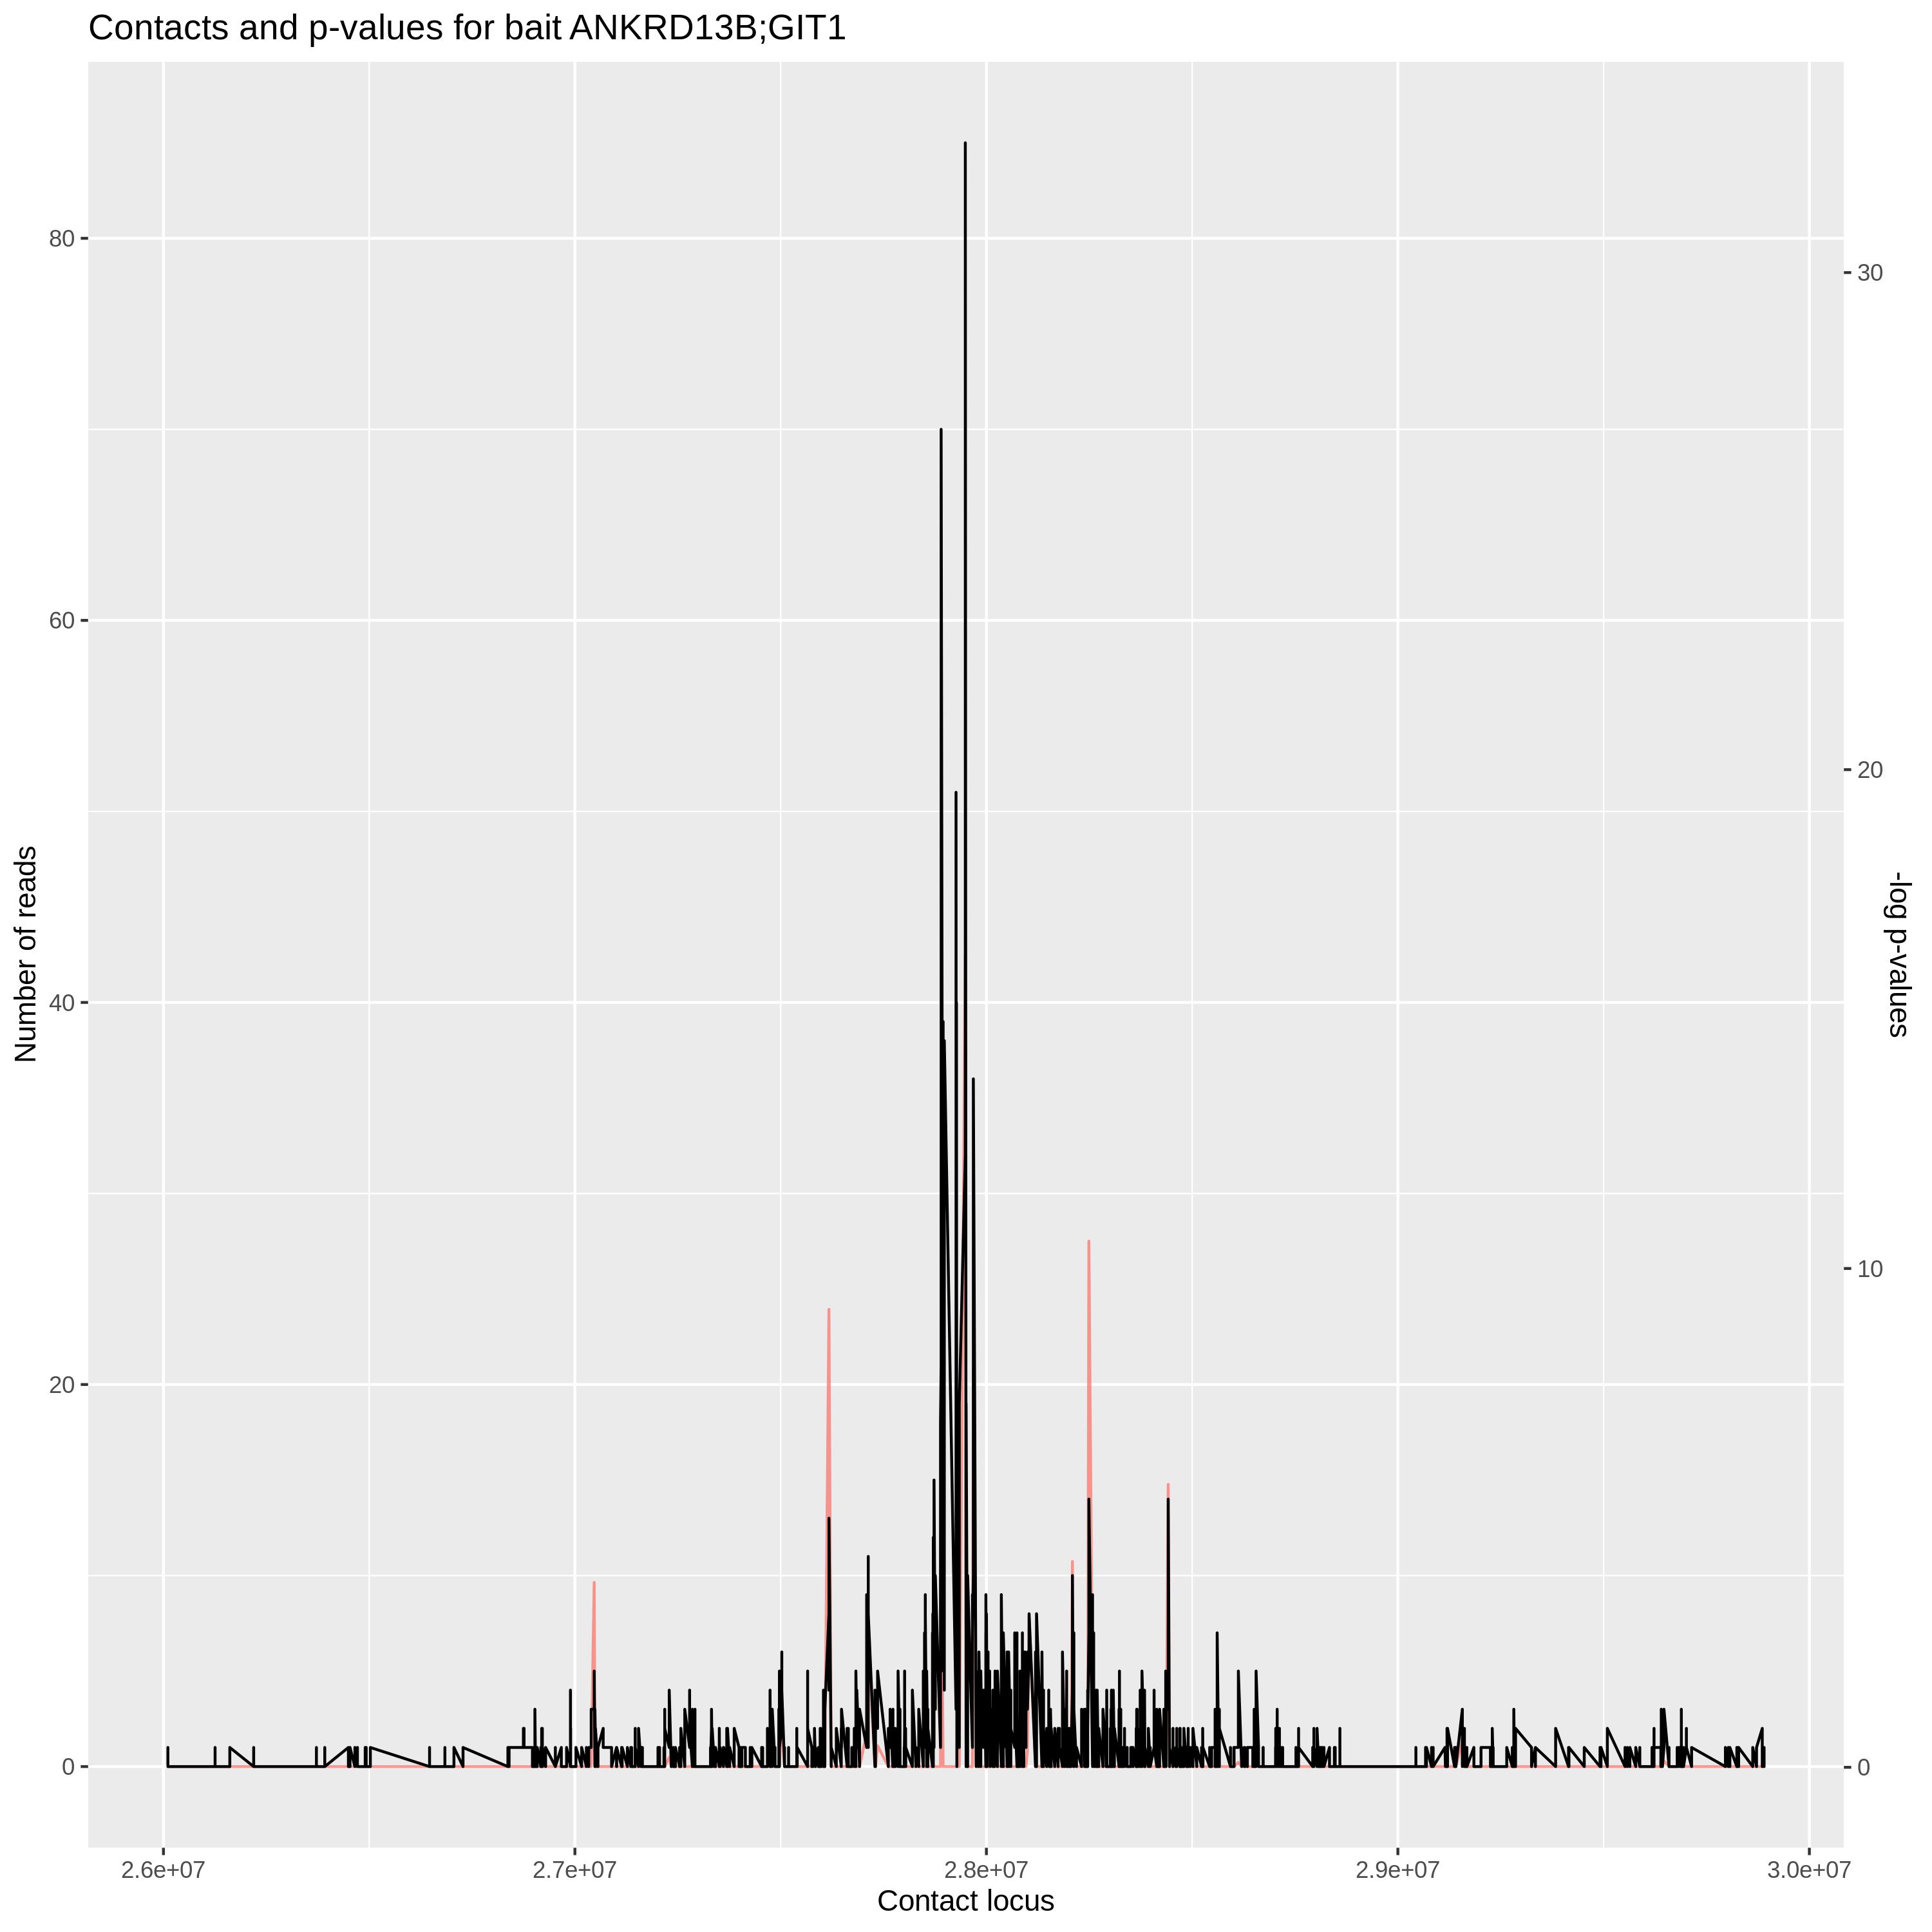 Contacts and p-values for bait ANKRD13B;GIT1
Number of reads
80
60
40
20
0
30
20
10
0
-log p-values
2.6e+07
2.7e+07
2.8e+07
2.9e+07
3.0e+07
Contact locus